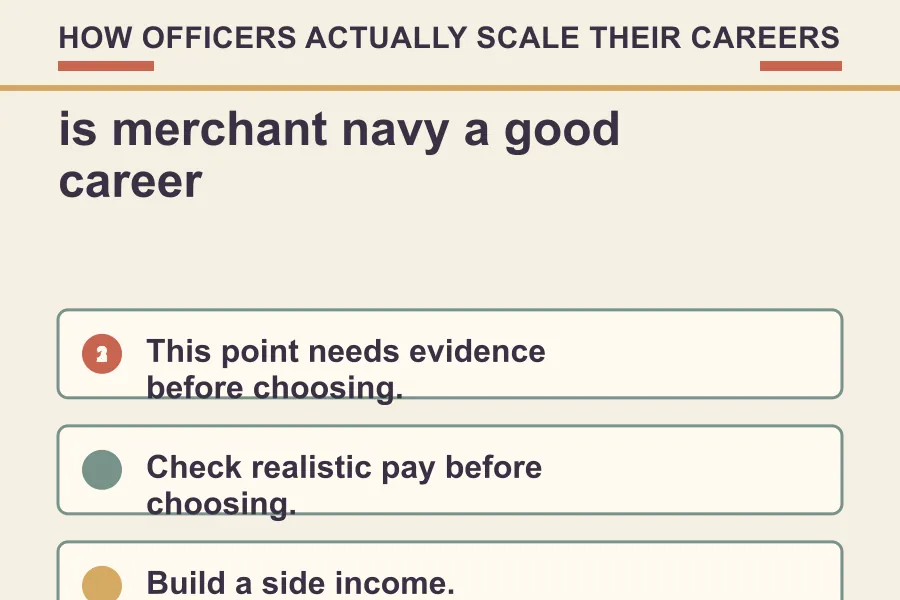 HOW OFFICERS ACTUALLY SCALE THEIR CAREERS
is merchant navy a good
career
This point needs evidence
before choosing.
Check realistic pay before
choosing.
Build a side income.